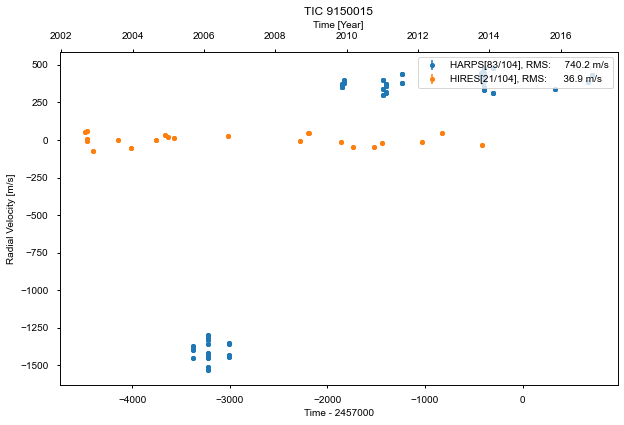 TIC 9150015
Time [Year]
2002 2004 2006 2008 2010 2012 2014 2016
HARPS[83/104], RMS: 740.2 m/s
HIRES[21/104], RMS: 36.9 m/s
Radial Velocity [m/s]
500
250
0
−250
−500
−750
−1000
−1250
−1500
−4000 −3000 −2000 −1000 0
Time - 2457000